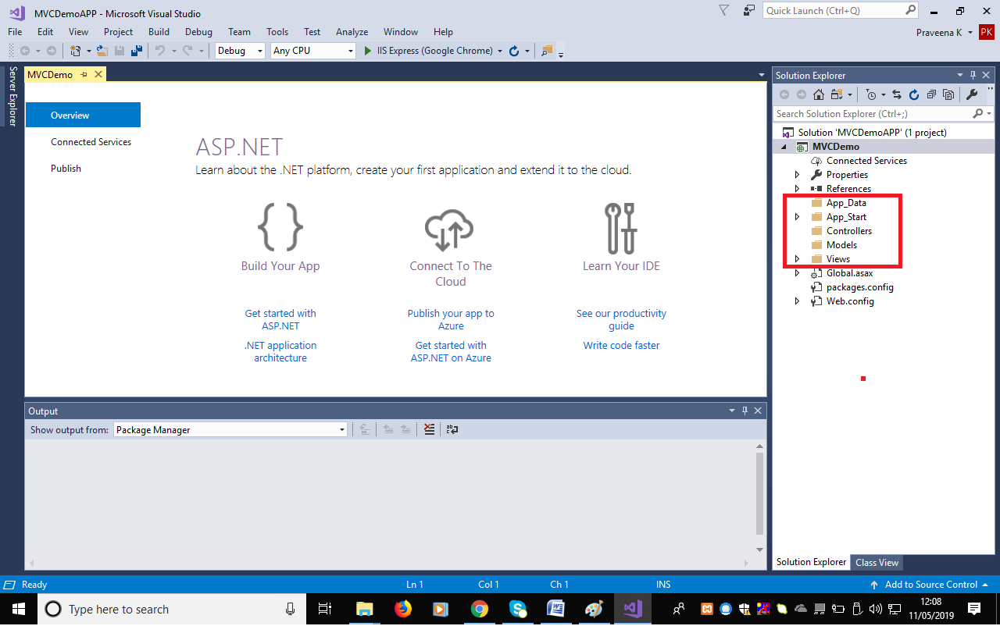 MVCDemoAPP - Microsoft Visual Studio
Quick Launch (Ctrl+Q)
File Edit View Project Build Debug Team Tools Test Analyze Window Help
Praveena K
PK
Debug
Any CPU
IIS Express (Google Chrome)
Server Explorer
MVCDemo
Overview
Connected Services
Publish
ASP.NET
Learn about the .NET platform, create your first application and extend it to the cloud.
Build Your App
Get started with
ASP.NET
.NET application
architecture
Connect To The
Cloud
Publish your app to
Azure
Get started with
ASP.NET on Azure
Learn Your IDE
See our productivity
guide
Write code faster
Output
Show output from: Package Manager
Solution Explorer
Search Solution Explorer (Ctrl+;)
Solution 'MVCDemoAPP' (1 project)
MVCDemo
Connected Services
Properties
References
App_Data
App_Start
Controllers
Models
Views
Global.asax
packages.config
Web.config
Solution Explorer Class View
Ready Ln 1 Col 1 Ch 1 INS Add to Source Control
Type here to search
12:08
11/05/2019